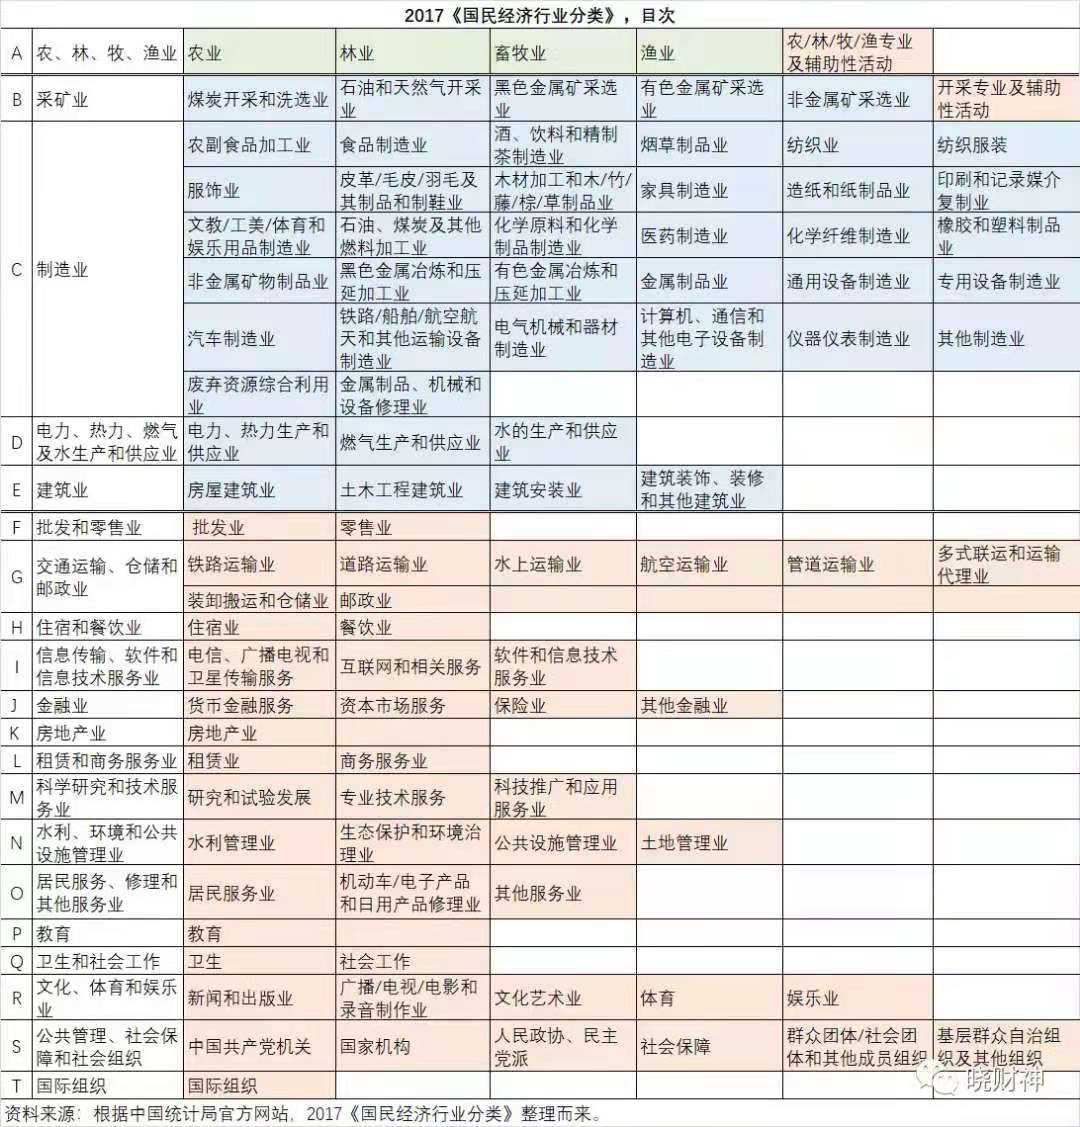 2017《国民经济行业分类》，目次
A 农、林、牧、渔业 农业 林业 畜牧业 渔业 农/林/牧/渔专业
及辅助性活动
B 采矿业 煤炭开采和洗选业 石油和天然气开采
业 黑色金属矿采选
业 有色金属矿采选
业 非金属矿采选业 开采专业及辅助
性活动
C 制造业 农副食品加工业 食品制造业 酒、饮料和精制
茶制造业 烟草制品业 纺织业 纺织服装
服饰业 皮革/毛皮/羽毛及
其制品和制鞋业 木材加工和木/竹/
藤/棕/草制品业 家具制造业 造纸和纸制品业 印刷和记录媒介
复制业
文教/工美/体育和
娱乐用品制造业 石油、煤炭及其他
燃料加工业 化学原料和化学
制品制造业 医药制造业 化学纤维制造业 橡胶和塑料制品
业
非金属矿物制品业 黑色金属冶炼和压
延加工业 有色金属冶炼和
压延加工业 金属制品业 通用设备制造业 专用设备制造业
汽车制造业 铁路/船舶/航空航
天和其他运输设备
制造业 电气机械和器材
制造业 计算机、通信和
其他电子设备制
造业 仪器仪表制造业 其他制造业
废弃资源综合利用
业 金属制品、机械和
设备修理业
D 电力、热力、燃气
及水生产和供应业 电力、热力生产和
供应业 燃气生产和供应业 水的生产和供应
业
E 建筑业 房屋建筑业 土木工程建筑业 建筑安装业 建筑装饰、装修
和其他建筑业
F 批发和零售业 批发业 零售业
G 交通运输、仓储和
邮政业 铁路运输业 道路运输业 水上运输业 航空运输业 管道运输业 多式联运和运输
代理业
装卸搬运和仓储业 邮政业
H 住宿和餐饮业 住宿业 餐饮业
I 信息传输、软件和
信息技术服务业 电信、广播电视和
卫星传输服务 互联网和相关服务 软件和信息技术
服务业
J 金融业 货币金融服务 资本市场服务 保险业 其他金融业
K 房地产业 房地产业
L 租赁和商务服务业 租赁业 商务服务业
M 科学研究和技术服
务业 研究和试验发展 专业技术服务 科技推广和应用
服务业
N 水利、环境和公共
设施管理业 水利管理业 生态保护和环境治
理业 公共设施管理业 土地管理业
O 居民服务、修理和
其他服务业 居民服务业 机动车/电子产品
和日用产品修理业 其他服务业
P 教育 教育
Q 卫生和社会工作 卫生 社会工作
R 文化、体育和娱乐
业 新闻和出版业 广播/电视/电影和
录音制作业 文化艺术业 体育 娱乐业
S 公共管理、社会保
障和社会组织 中国共产党机关 国家机构 人民政协、民主
党派 社会保障 群众团体/社会团
体和其他成员组织 基层群众自治组
织及其他组织
T 国际组织 国际组织
晓财神
资料来源：根据中国统计局官方网站，2017《国民经济行业分类》整理而来。